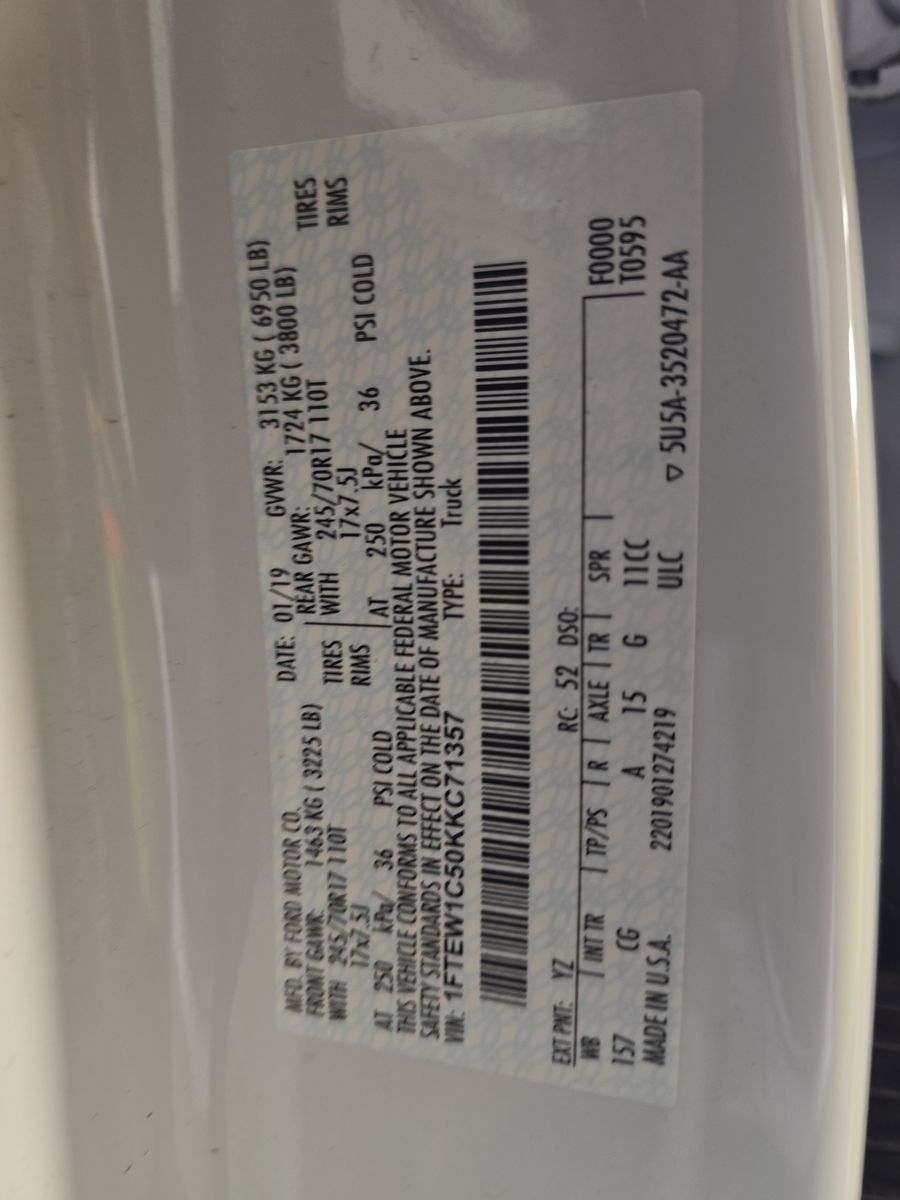 MFD. BY FORD MOTOR CO.
DATE: 01/19 GVWR: 3153 KG ( 6950 LB)
FRONT GAWR: 1463 KG ( 3225 LB)
REAR GAWR: 1724 KG ( 3800 LB)
WITH 245/70R17 110T TIRES
WITH 245/70R17 110T TIRES
17x7.5J RIMS
17x7.5J RIMS
AT 250 kPa/ 36 PSI COLD
AT 250 kPa/ 36 PSI COLD
THIS VEHICLE CONFORMS TO ALL APPLICABLE FEDERAL MOTOR VEHICLE
SAFETY STANDARDS IN EFFECT ON THE DATE OF MANUFACTURE SHOWN ABOVE.
VIN: 1FTEW1C50KKC71357 TYPE: Truck
EXT PNT: YZ RC: 52 DSO:
WB INT TR TP/PS R AXLE TR SPR F0000
157 CG A 15 G 11CC T0595
MADE IN U.S.A. 2201901274219 ULC ▽ 5U5A-3520472-AA